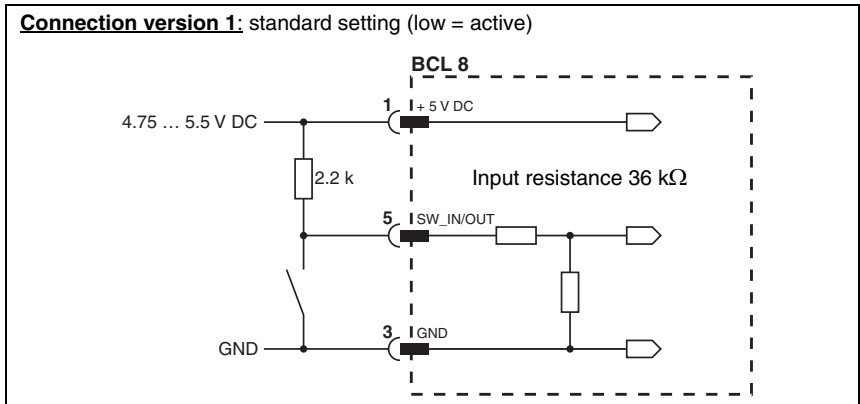 Connection version 1: standard setting (low = active)
BCL 8
1 + 5 V DC
4.75 … 5.5 V DC
2.2 k
Input resistance 36 kΩ
5 SW_IN/OUT
3 GND
GND